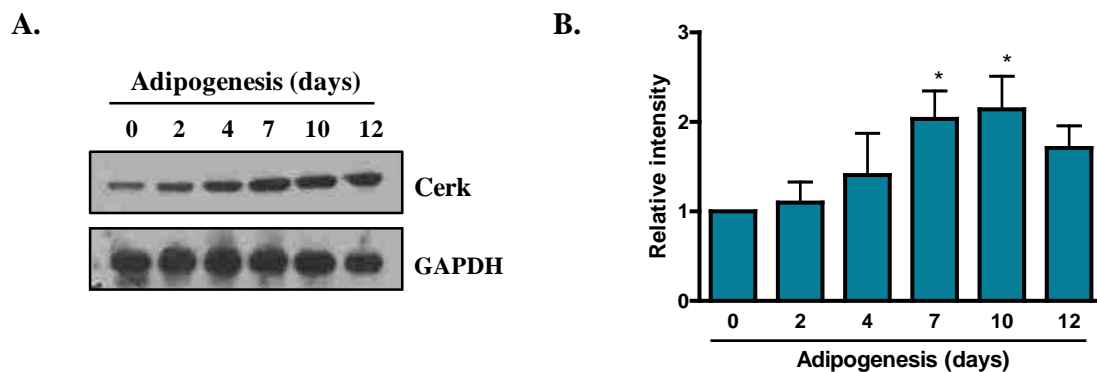 A.
Adipogenesis (days)
0 2 4 7 10 12
Cerk
GAPDH
B.
3
2
1
0
Relative intensity
* *
0 2 4 7 10 12
Adipogenesis (days)